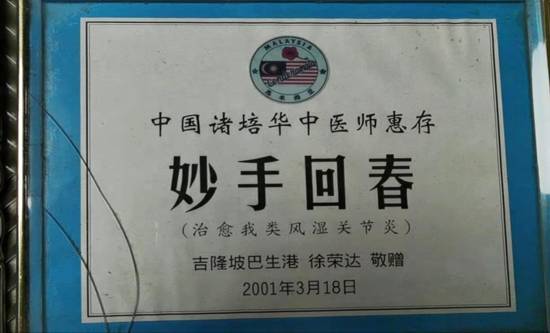 MALAYSIA
中国诸培华中医师惠存
妙手回春
(治愈我类风湿关节炎)
吉隆坡巴生港 徐荣达 敬赠
2001年3月18日